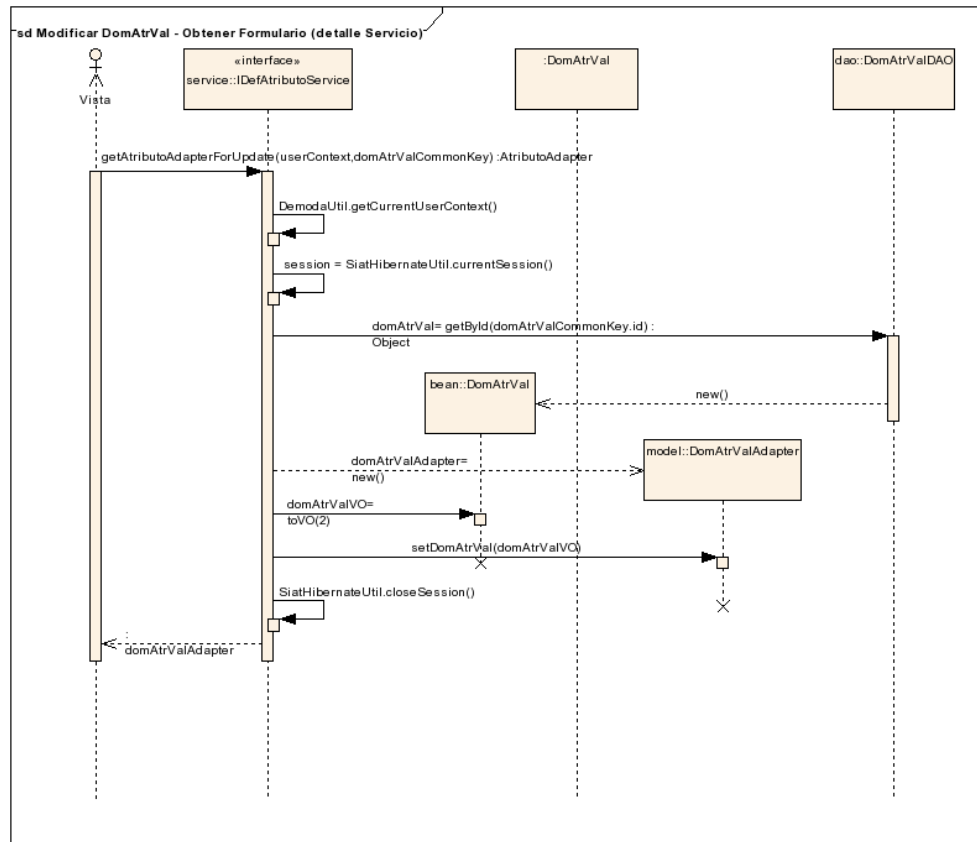 sd Modificar DomAtrVal - Obtener Formulario (detalle Servicio)
Vista
«interface»
service::IDefAtributoService
:DomAtrVal
dao::DomAtrValDAO
getAtributoAdapterForUpdate(userContext,domAtrValCommonKey) :AtributoAdapter
DemodaUtil.getCurrentUserContext()
session = SiatHibernateUtil.currentSession()
domAtrVal= getById(domAtrValCommonKey.id) :
Object
bean::DomAtrVal
new()
model::DomAtrValAdapter
domAtrValAdapter=
new()
domAtrValVO=
toVO(2)
setDomAtrVal(domAtrValVO)
SiatHibernateUtil.closeSession()
:
domAtrValAdapter